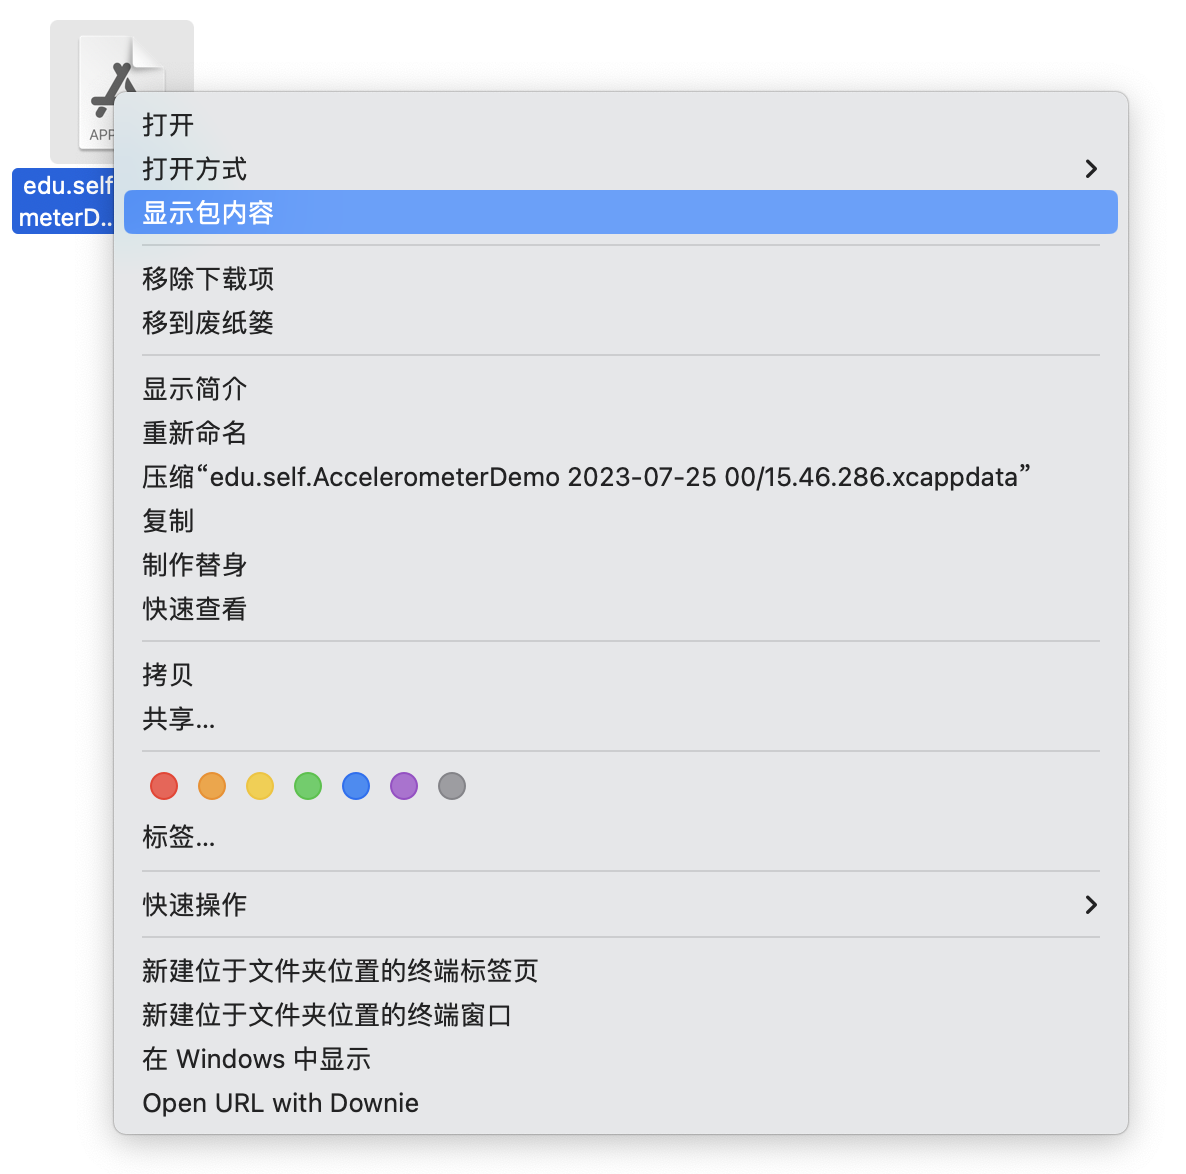 APP
edu.self
meterD...
打开
打开方式
显示包内容
移除下载项
移到废纸篓
显示简介
重新命名
压缩“edu.self.AccelerometerDemo 2023-07-25 00/15.46.286.xcappdata”
复制
制作替身
快速查看
拷贝
共享...
标签...
快速操作
新建位于文件夹位置的终端标签页
新建位于文件夹位置的终端窗口
在 Windows 中显示
Open URL with Downie